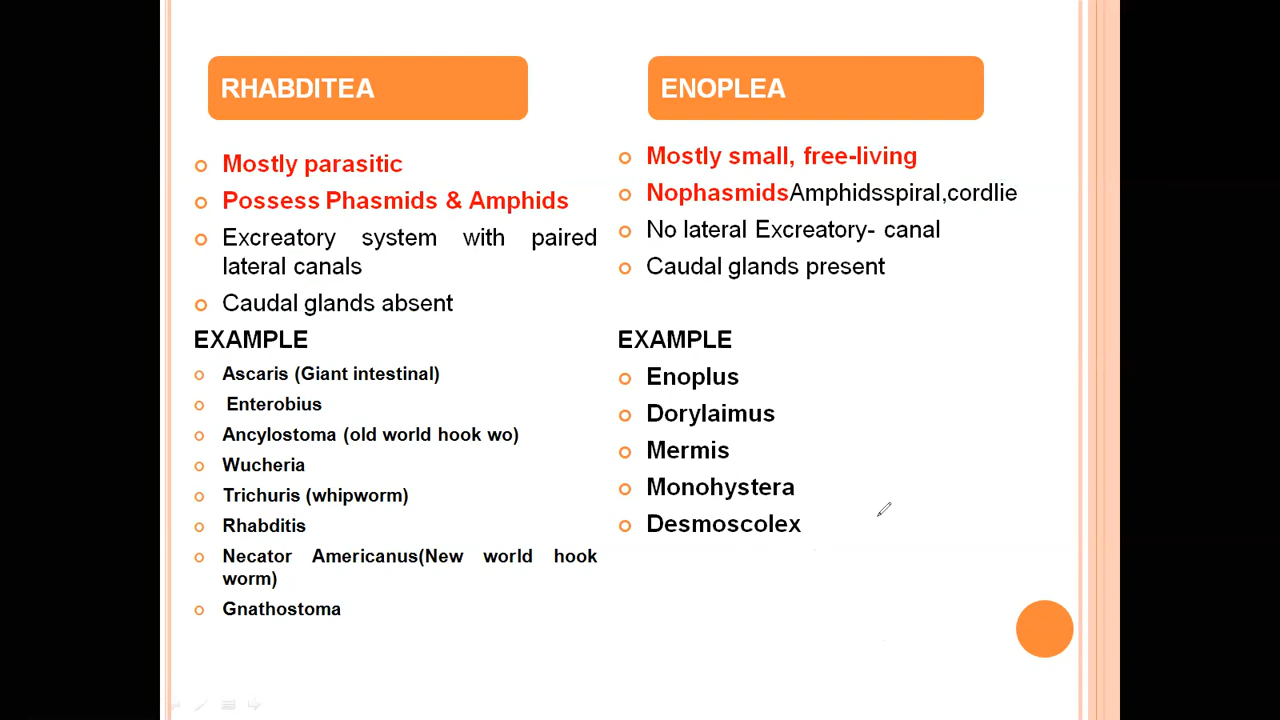 RHABDITEA
Mostly parasitic
Possess Phasmids & Amphids
Excreatory system with paired
lateral canals
Caudal glands absent
EXAMPLE
Ascaris (Giant intestinal)
Enterobius
Ancylostoma (old world hook wo)
Wucheria
Trichuris (whipworm)
Rhabditis
Necator Americanus(New world hook
worm)
Gnathostoma
ENOPLEA
Mostly small, free-living
NophasmidsAmphidsspiral,cordlie
No lateral Excreatory- canal
Caudal glands present
EXAMPLE
Enoplus
Dorylaimus
Mermis
Monohystera
Desmoscolex